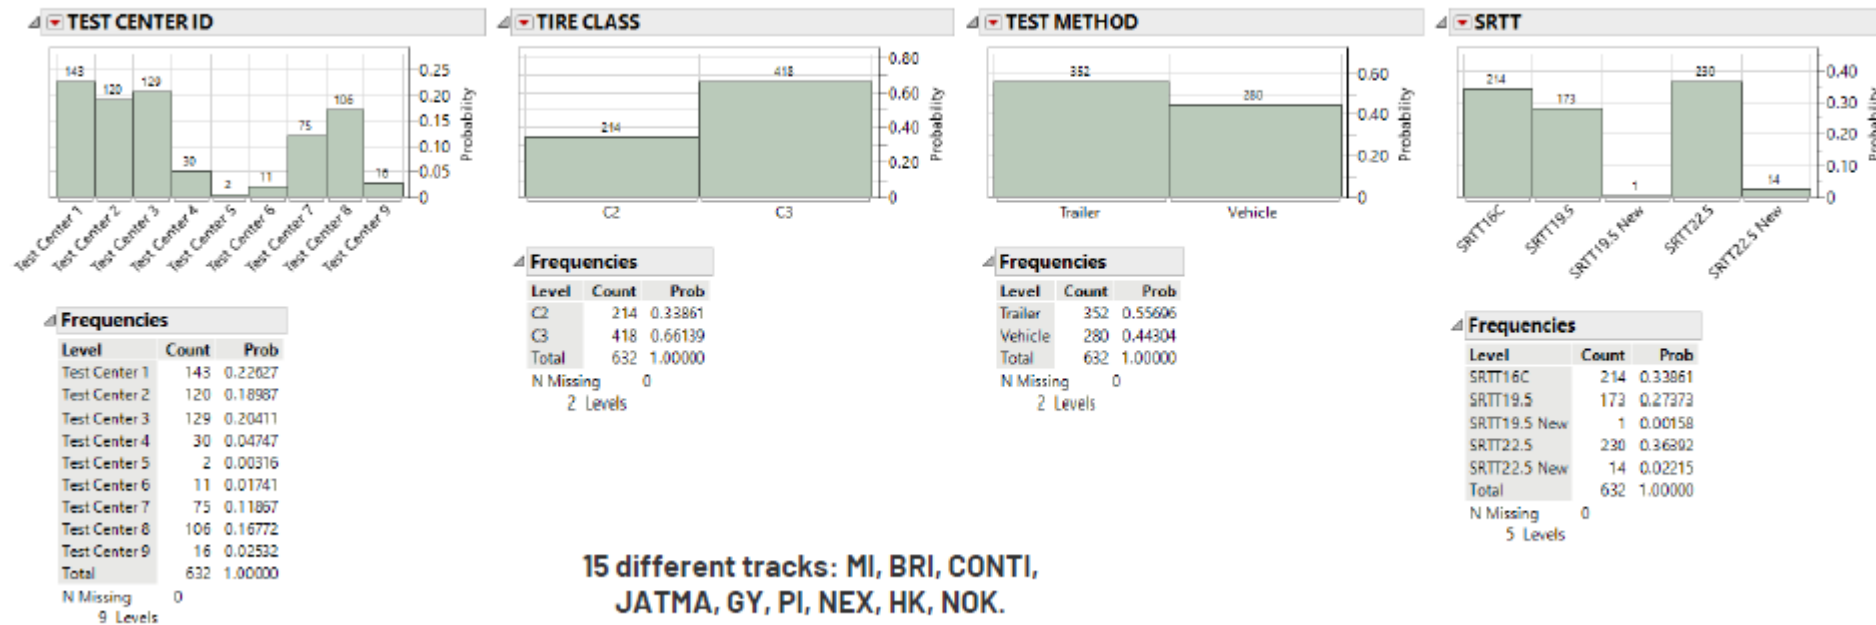 TEST CENTER ID
143
120
129
30
2
11
75
106
16
0.25
0.20
0.15
0.10
0.05
0
Probability
Test Center 1
Test Center 2
Test Center 3
Test Center 4
Test Center 5
Test Center 6
Test Center 7
Test Center 8
Test Center 9
Frequencies
Level Count Prob
Test Center 1 143 0.22627
Test Center 2 120 0.18987
Test Center 3 129 0.20411
Test Center 4 30 0.04747
Test Center 5 2 0.00316
Test Center 6 11 0.01741
Test Center 7 75 0.11867
Test Center 8 106 0.16772
Test Center 9 16 0.02532
Total 632 1.00000
N Missing 0
9 Levels
TIRE CLASS
214
418
0.80
0.60
0.40
0.20
0
Probability
C2
C3
Frequencies
Level Count Prob
C2 214 0.33861
C3 418 0.66139
Total 632 1.00000
N Missing 0
2 Levels
TEST METHOD
352
280
0.60
0.40
0.20
0
Probability
Trailer
Vehicle
Frequencies
Level Count Prob
Trailer 352 0.55696
Vehicle 280 0.44304
Total 632 1.00000
N Missing 0
2 Levels
SRTT
214
173
1
230
14
0.40
0.30
0.20
0.10
0
Probability
SRTT16C
SRTT19.5
SRTT19.5 New
SRTT22.5
SRTT22.5 New
Frequencies
Level Count Prob
SRTT16C 214 0.33861
SRTT19.5 173 0.27373
SRTT19.5 New 1 0.00158
SRTT22.5 230 0.36392
SRTT22.5 New 14 0.02215
Total 632 1.00000
N Missing 0
5 Levels
15 different tracks: MI, BRI, CONTI,
JATMA, GY, PI, NEX, HK, NOK.